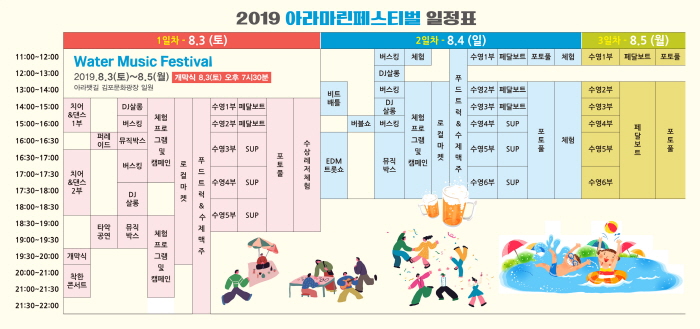 2019 아라마린페스티벌 일정표
1일차 - 8.3 (토)
2일차 - 8.4 (일)
3일차 - 8.5 (월)
Water Music Festival
2019.8.3(토)~8.5(월) 개막식 8.3(토) 오후 7시30분
아라뱃길 김포문화광장 일원
11:00~12:00
12:00~13:00
13:00~14:00
14:00~15:00
15:00~16:00
16:00~16:30
16:30~17:00
17:00~17:30
17:30~18:00
18:00~18:30
18:30~19:00
19:00~19:30
19:30~20:00
20:00~21:00
21:00~21:30
21:30~22:00
치어
&댄스
1부
치어
&댄스
2부
개막식
착한
콘서트
퍼레
이드
타악
공연
DJ살롱
버스킹
뮤직박스
버스킹
DJ
살롱
뮤직
박스
체험
프로
그램
및
캠페인
체험
프로
그램
및
캠페인
로컬마켓
푸드트럭&수제맥주
수영1부
수영2부
수영3부
수영4부
수영5부
페달보트
페달보트
SUP
SUP
SUP
포토풀
수상레저체험
비트
배틀
EDM
트롯쇼
버블쇼
버스킹
DJ살롱
버스킹
DJ
살롱
버스킹
뮤직
박스
체험
체험
프로
그램
및
캠페인
로컬마켓
푸드트럭&수제맥주
수영1부
수영2부
수영3부
수영4부
수영5부
수영6부
페달보트
페달보트
페달보트
SUP
SUP
SUP
포토풀
포토풀
체험
체험
수영1부
수영2부
수영3부
수영4부
수영5부
수영6부
페달보트
페달보트
포토풀
포토풀